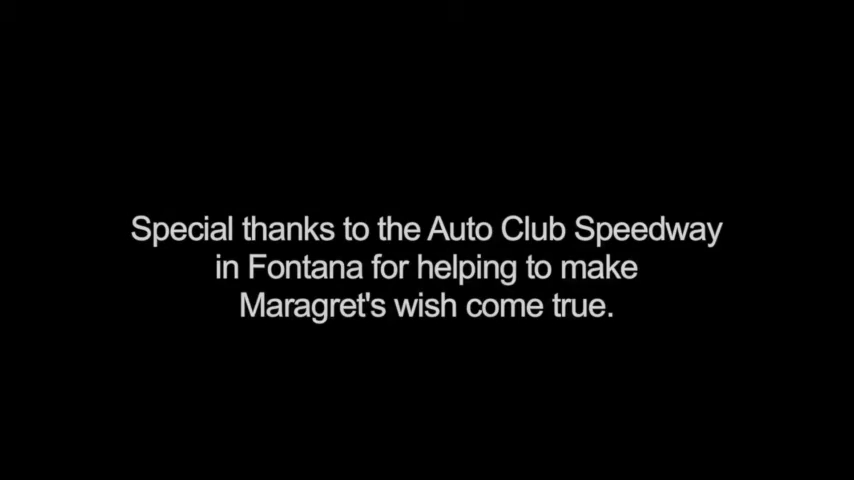 Special thanks to the Auto Club Speedway
in Fontana for helping to make
Maragret's wish come true.